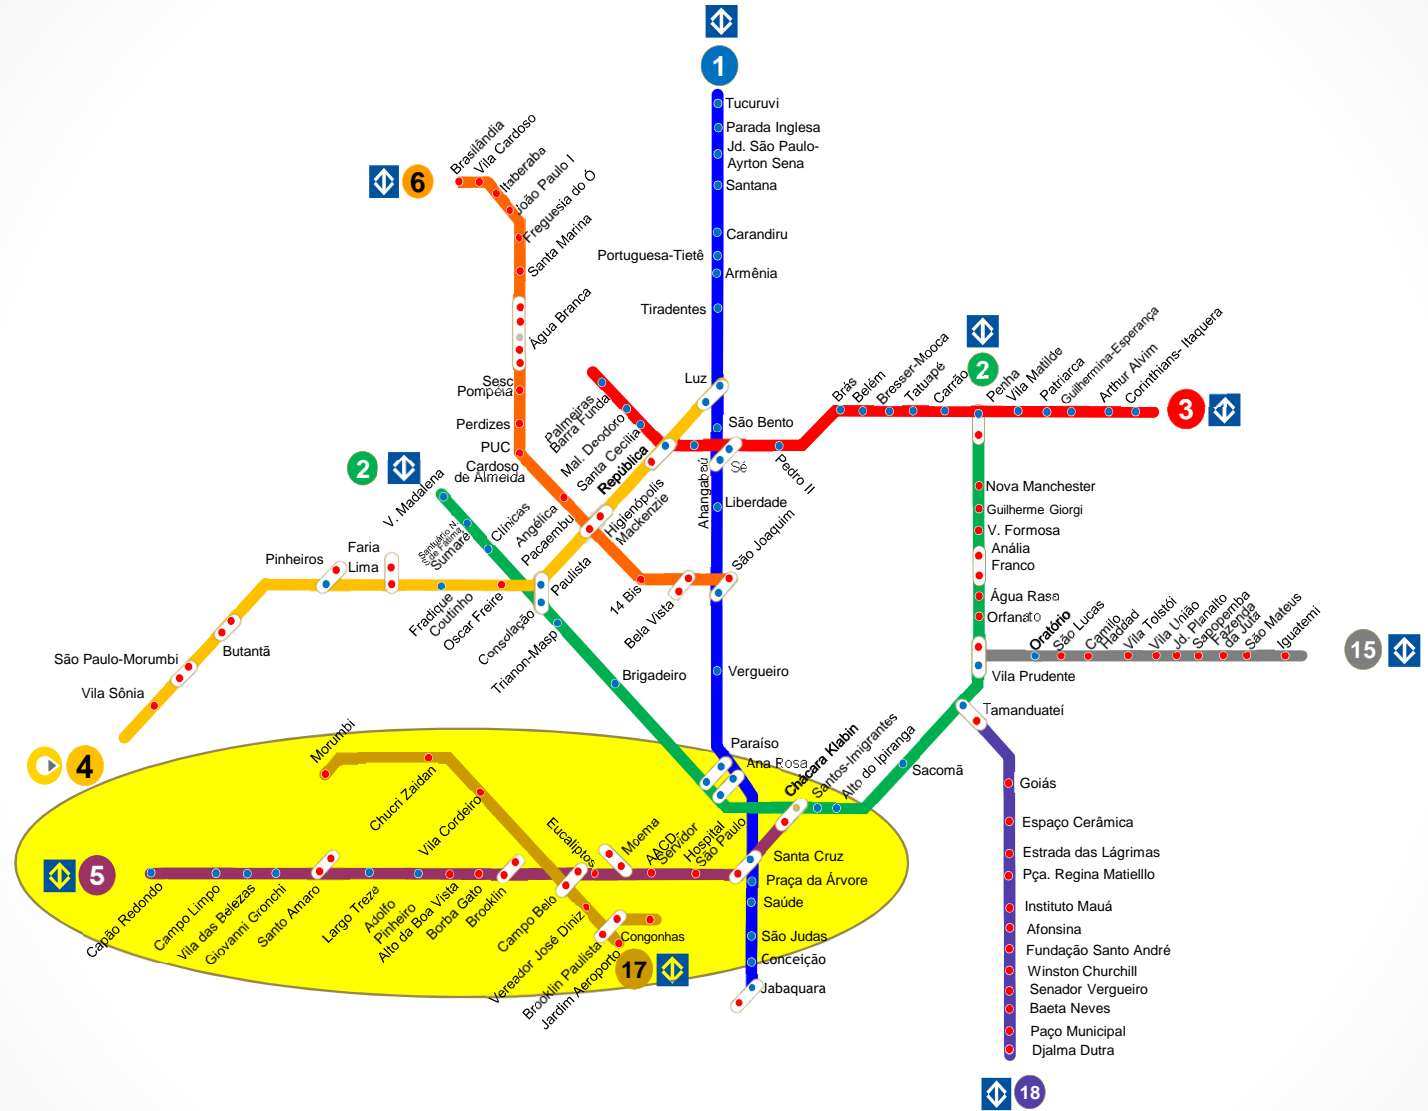 1
Tucuruvi
Parada Inglesa
Jd. São Paulo-
Ayrton Sena
Santana
Carandiru
Portuguesa-Tietê
Armênia
Tiradentes
Luz
São Bento
Sé
Ahangabaú
Liberdade
São Joaquim
Vergueiro
Paraíso
Ana Rosa
Santa Cruz
Praça da Árvore
Saúde
São Judas
Conceição
Jabaquara
6
Brasilândia
Vila Cardoso
Itaberaba
João Paulo I
Freguesia do Ó
Santa Marina
Água Branca
Sesc
Pompéia
Perdizes
PUC
Cardoso
de Almeida
Angélica
Pacaembu
Higienópolis
Mackenzie
14 Bis
Bela Vista
Palmeiras
Barra Funda
Mal. Deodoro
Santa Cecília
República
Pedro II
Brás
Belém
Bresser-Mooca
Tatuapé
Carrão
Penha
Vila Matilde
Patriarca
Guilhermina-Esperança
Arthur Alvim
Corinthians- Itaquera
3
2
V. Madalena
Santuário N.
S. de Fátima
Sumaré
Clínicas
Consolação
Trianon-Masp
Brigadeiro
Chácara Klabin
Santos-Imigrantes
Alto do Ipiranga
Sacomã
Tamanduateí
Vila Prudente
Orfanato
Água Rasa
Anália
Franco
V. Formosa
Guilherme Giorgi
Nova Manchester
2
Pinheiros
Faria
Lima
Fradique
Coutinho
Oscar Freire
Paulista
Butantã
São Paulo-Morumbi
Vila Sônia
4
Oratório
São Lucas
Camilo
Haddad
Vila Tolstói
Vila União
Jd. Planalto
Sapopemba
Fazenda
da Juta
São Mateus
Iguatemi
15
Morumbi
Chucri Zaidan
Vila Cordeiro
Campo Belo
Vereador José Diniz
Brooklin Paulista
Jardim Aeroporto
Congonhas
17
5
Capão Redondo
Campo Limpo
Vila das Belezas
Giovanni Gronchi
Santo Amaro
Largo Treze
Adolfo
Pinheiro
Alto da Boa Vista
Borba Gato
Brooklin
Eucaliptos
Moema
AACD-
Servidor
Hospital
São Paulo
Goiás
Espaço Cerâmica
Estrada das Lágrimas
Pça. Regina Matielllo
Instituto Mauá
Afonsina
Fundação Santo André
Winston Churchill
Senador Vergueiro
Baeta Neves
Paço Municipal
Djalma Dutra
18